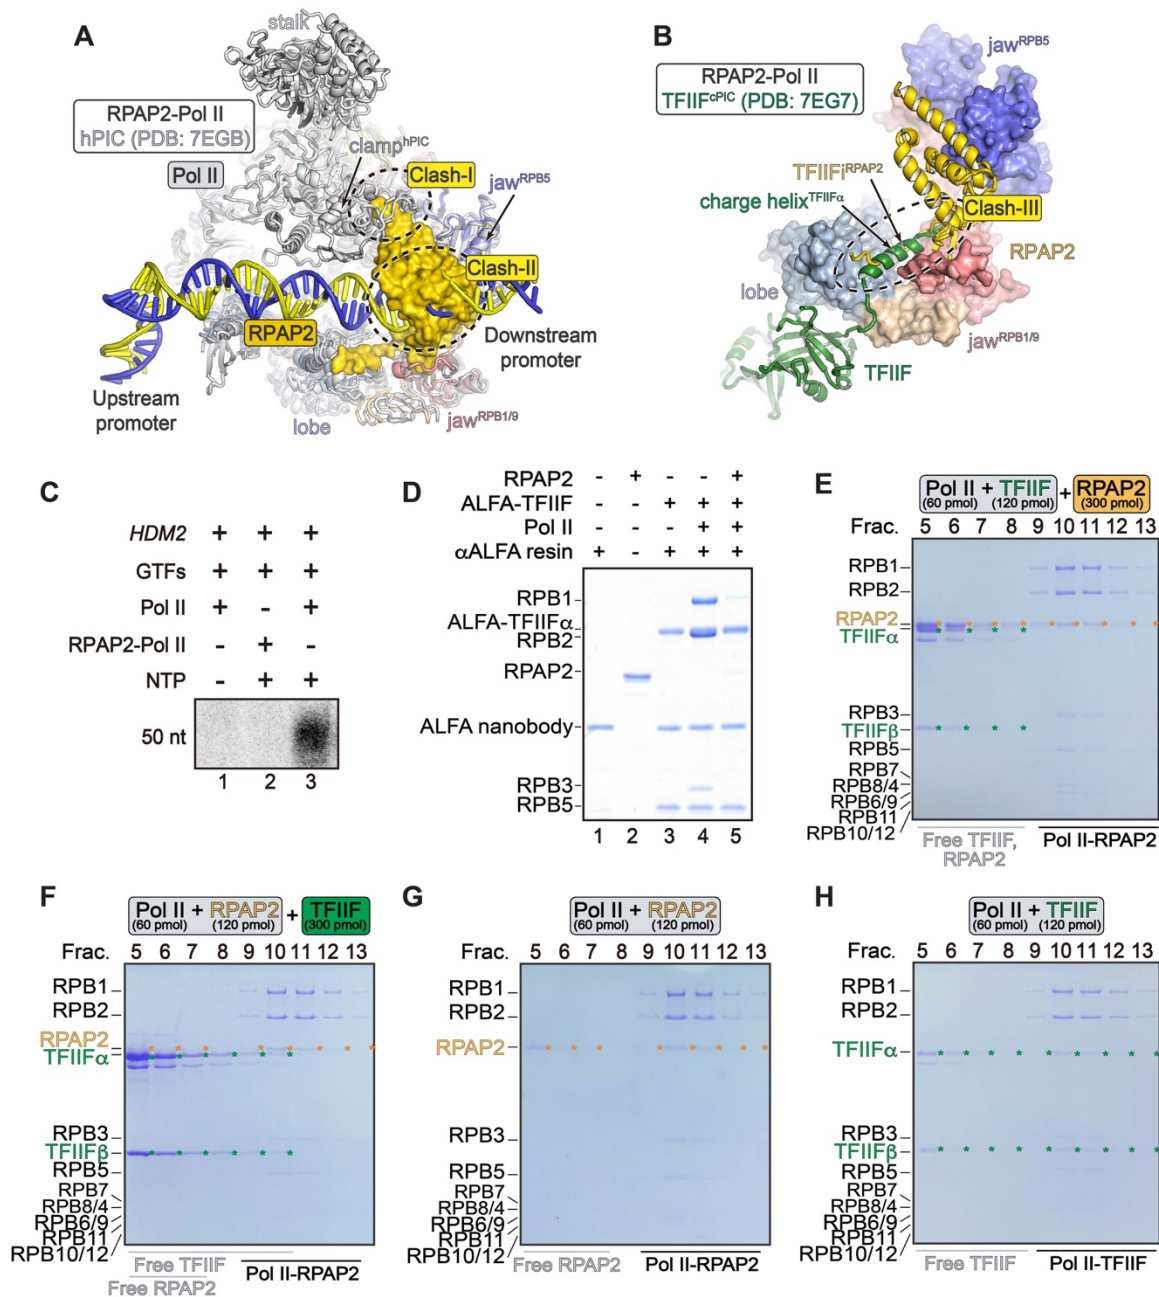 A
stalk
RPAP2-Pol II
hPIC (PDB: 7EGB)
Pol II
clamp^hPIC
Clash-I
jaw^RPB5
Clash-II
RPAP2
Downstream
promoter
Upstream
promoter
lobe
jaw^RPB1/9
B
jaw^RPB5
RPAP2-Pol II
TFIIF^cPIC (PDB: 7EG7)
TFIIFi^RPAP2
charge helix^TFIIFα
Clash-III
RPAP2
lobe
jaw^RPB1/9
TFIIF
C
HDM2 + + +
GTFs + + +
Pol II + - +
RPAP2-Pol II - + -
NTP - + +
50 nt
1 2 3
D
RPAP2 - + - - +
ALFA-TFIIF - - + + +
Pol II - - - + +
αALFA resin + - + + +
RPB1
ALFA-TFIIFα
RPB2
RPAP2
ALFA nanobody
RPB3
RPB5
1 2 3 4 5
E
Pol II + TFIIF + RPAP2
(60 pmol) (120 pmol) (300 pmol)
Frac. 5 6 7 8 9 10 11 12 13
RPB1
RPB2
RPAP2
TFIIFα
RPB3
TFIIFβ
RPB5
RPB7
RPB8/4
RPB6/9
RPB11
RPB10/12
Free TFIIF,
RPAP2
Pol II-RPAP2
F
Pol II + RPAP2 + TFIIF
(60 pmol) (120 pmol) (300 pmol)
Frac. 5 6 7 8 9 10 11 12 13
RPB1
RPB2
RPAP2
TFIIFα
RPB3
TFIIFβ
RPB5
RPB7
RPB8/4
RPB6/9
RPB11
RPB10/12
Free TFIIF
Free RPAP2
Pol II-RPAP2
G
Pol II + RPAP2
(60 pmol) (120 pmol)
Frac. 5 6 7 8 9 10 11 12 13
RPB1
RPB2
RPAP2
RPB3
RPB5
RPB7
RPB8/4
RPB6/9
RPB11
RPB10/12
Free RPAP2
Pol II-RPAP2
H
Pol II + TFIIF
(60 pmol) (120 pmol)
Frac. 5 6 7 8 9 10 11 12 13
RPB1
RPB2
TFIIFα
RPB3
TFIIFβ
RPB5
RPB7
RPB8/4
RPB6/9
RPB11
RPB10/12
Free TFIIF
Pol II-TFIIF